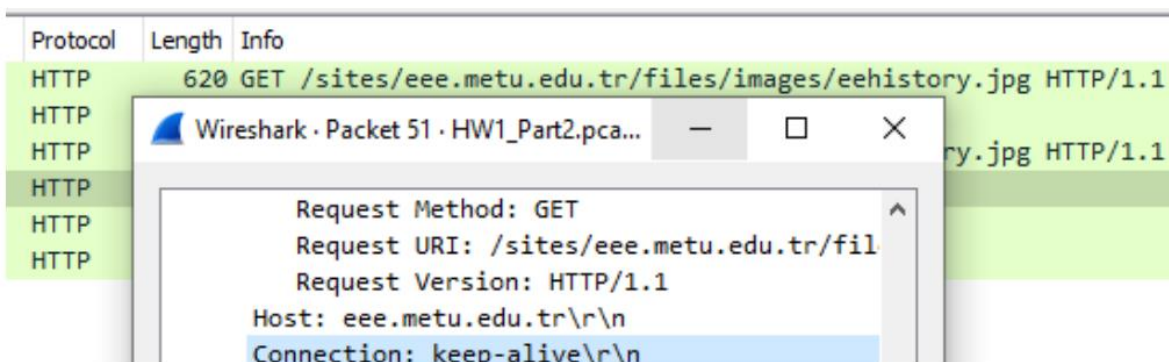 Protocol Length Info
HTTP 620 GET /sites/eee.metu.edu.tr/files/images/eehistory.jpg HTTP/1.1
HTTP
Wireshark · Packet 51 · HW1_Part2.pca...
HTTP ry.jpg HTTP/1.1
HTTP
Request Method: GET
HTTP
Request URI: /sites/eee.metu.edu.tr/fil
HTTP
Request Version: HTTP/1.1
Host: eee.metu.edu.tr\r\n
Connection: keep-alive\r\n